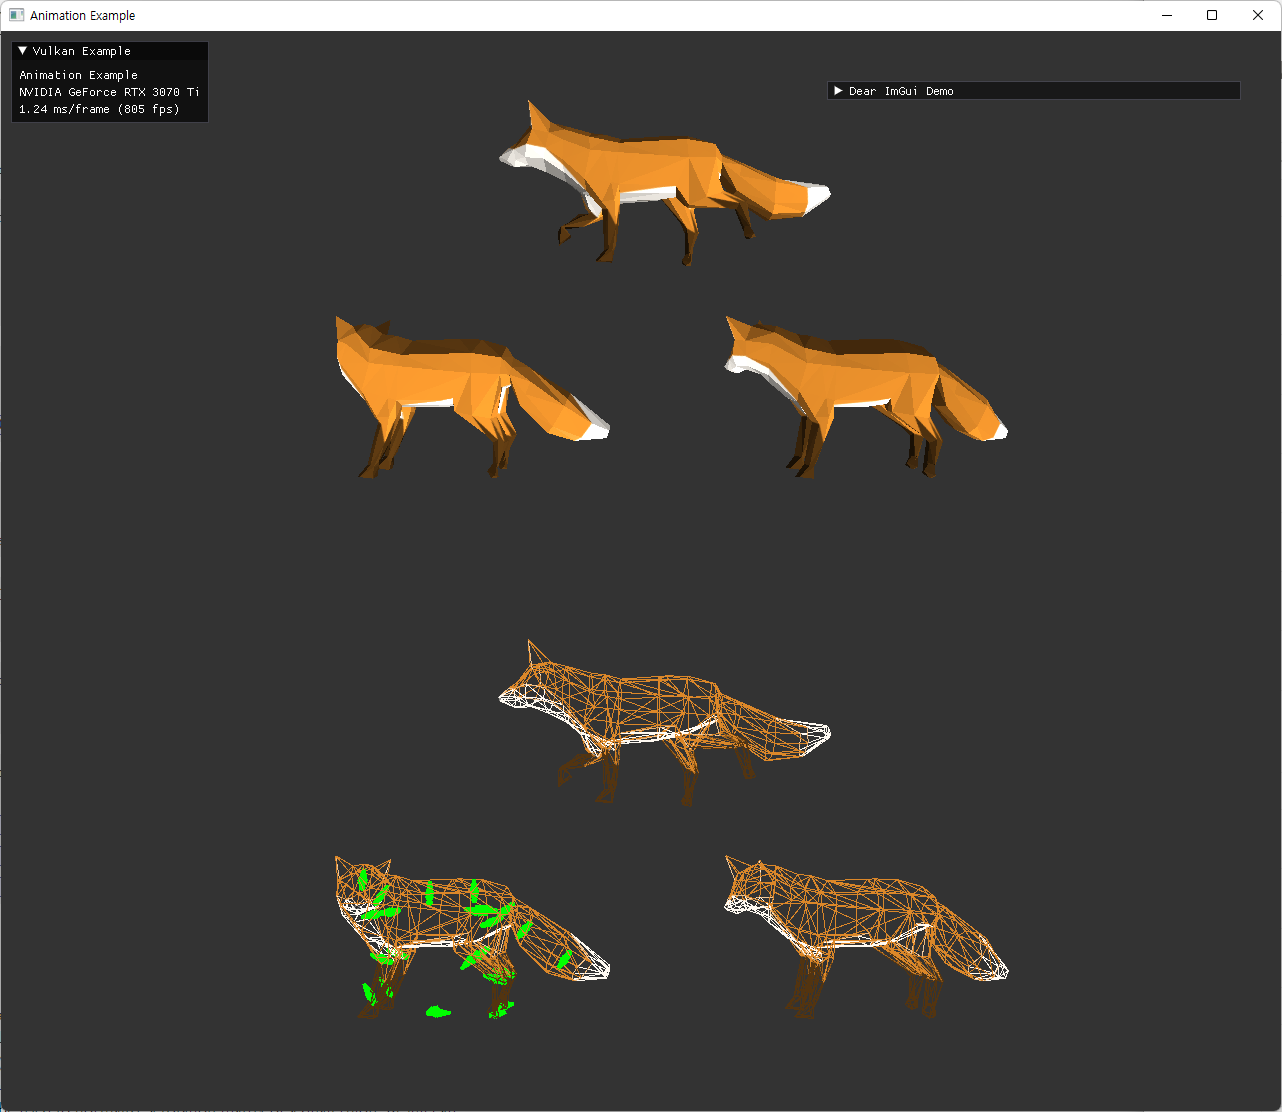 Animation Example
Vulkan Example
Animation Example
NVIDIA GeForce RTX 3070 Ti
1.24 ms/frame (805 fps)
Dear ImGui Demo